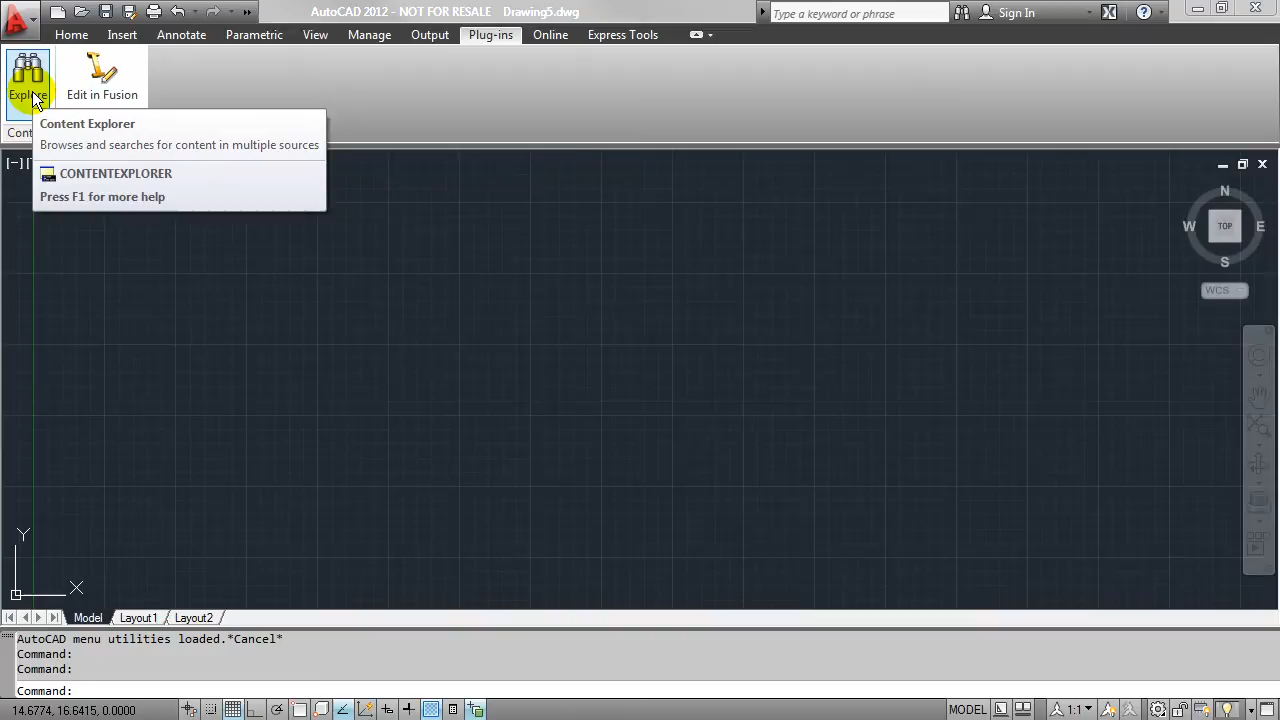 AutoCAD 2012 - NOT FOR RESALE Drawing5.dwg
Type a keyword or phrase
Sign In
Home Insert Annotate Parametric View Manage Output Plug-ins Online Express Tools
Explore Edit in Fusion
Content Explorer
Browses and searches for content in multiple sources
CONTENTEXPLORER
Press F1 for more help
[−]
N
W TOP E
S
WCS
Y
X
Model Layout1 Layout2
AutoCAD menu utilities loaded.*Cancel*
Command:
Command:
Command:
14.6774, 16.6415, 0.0000 MODEL 1:1